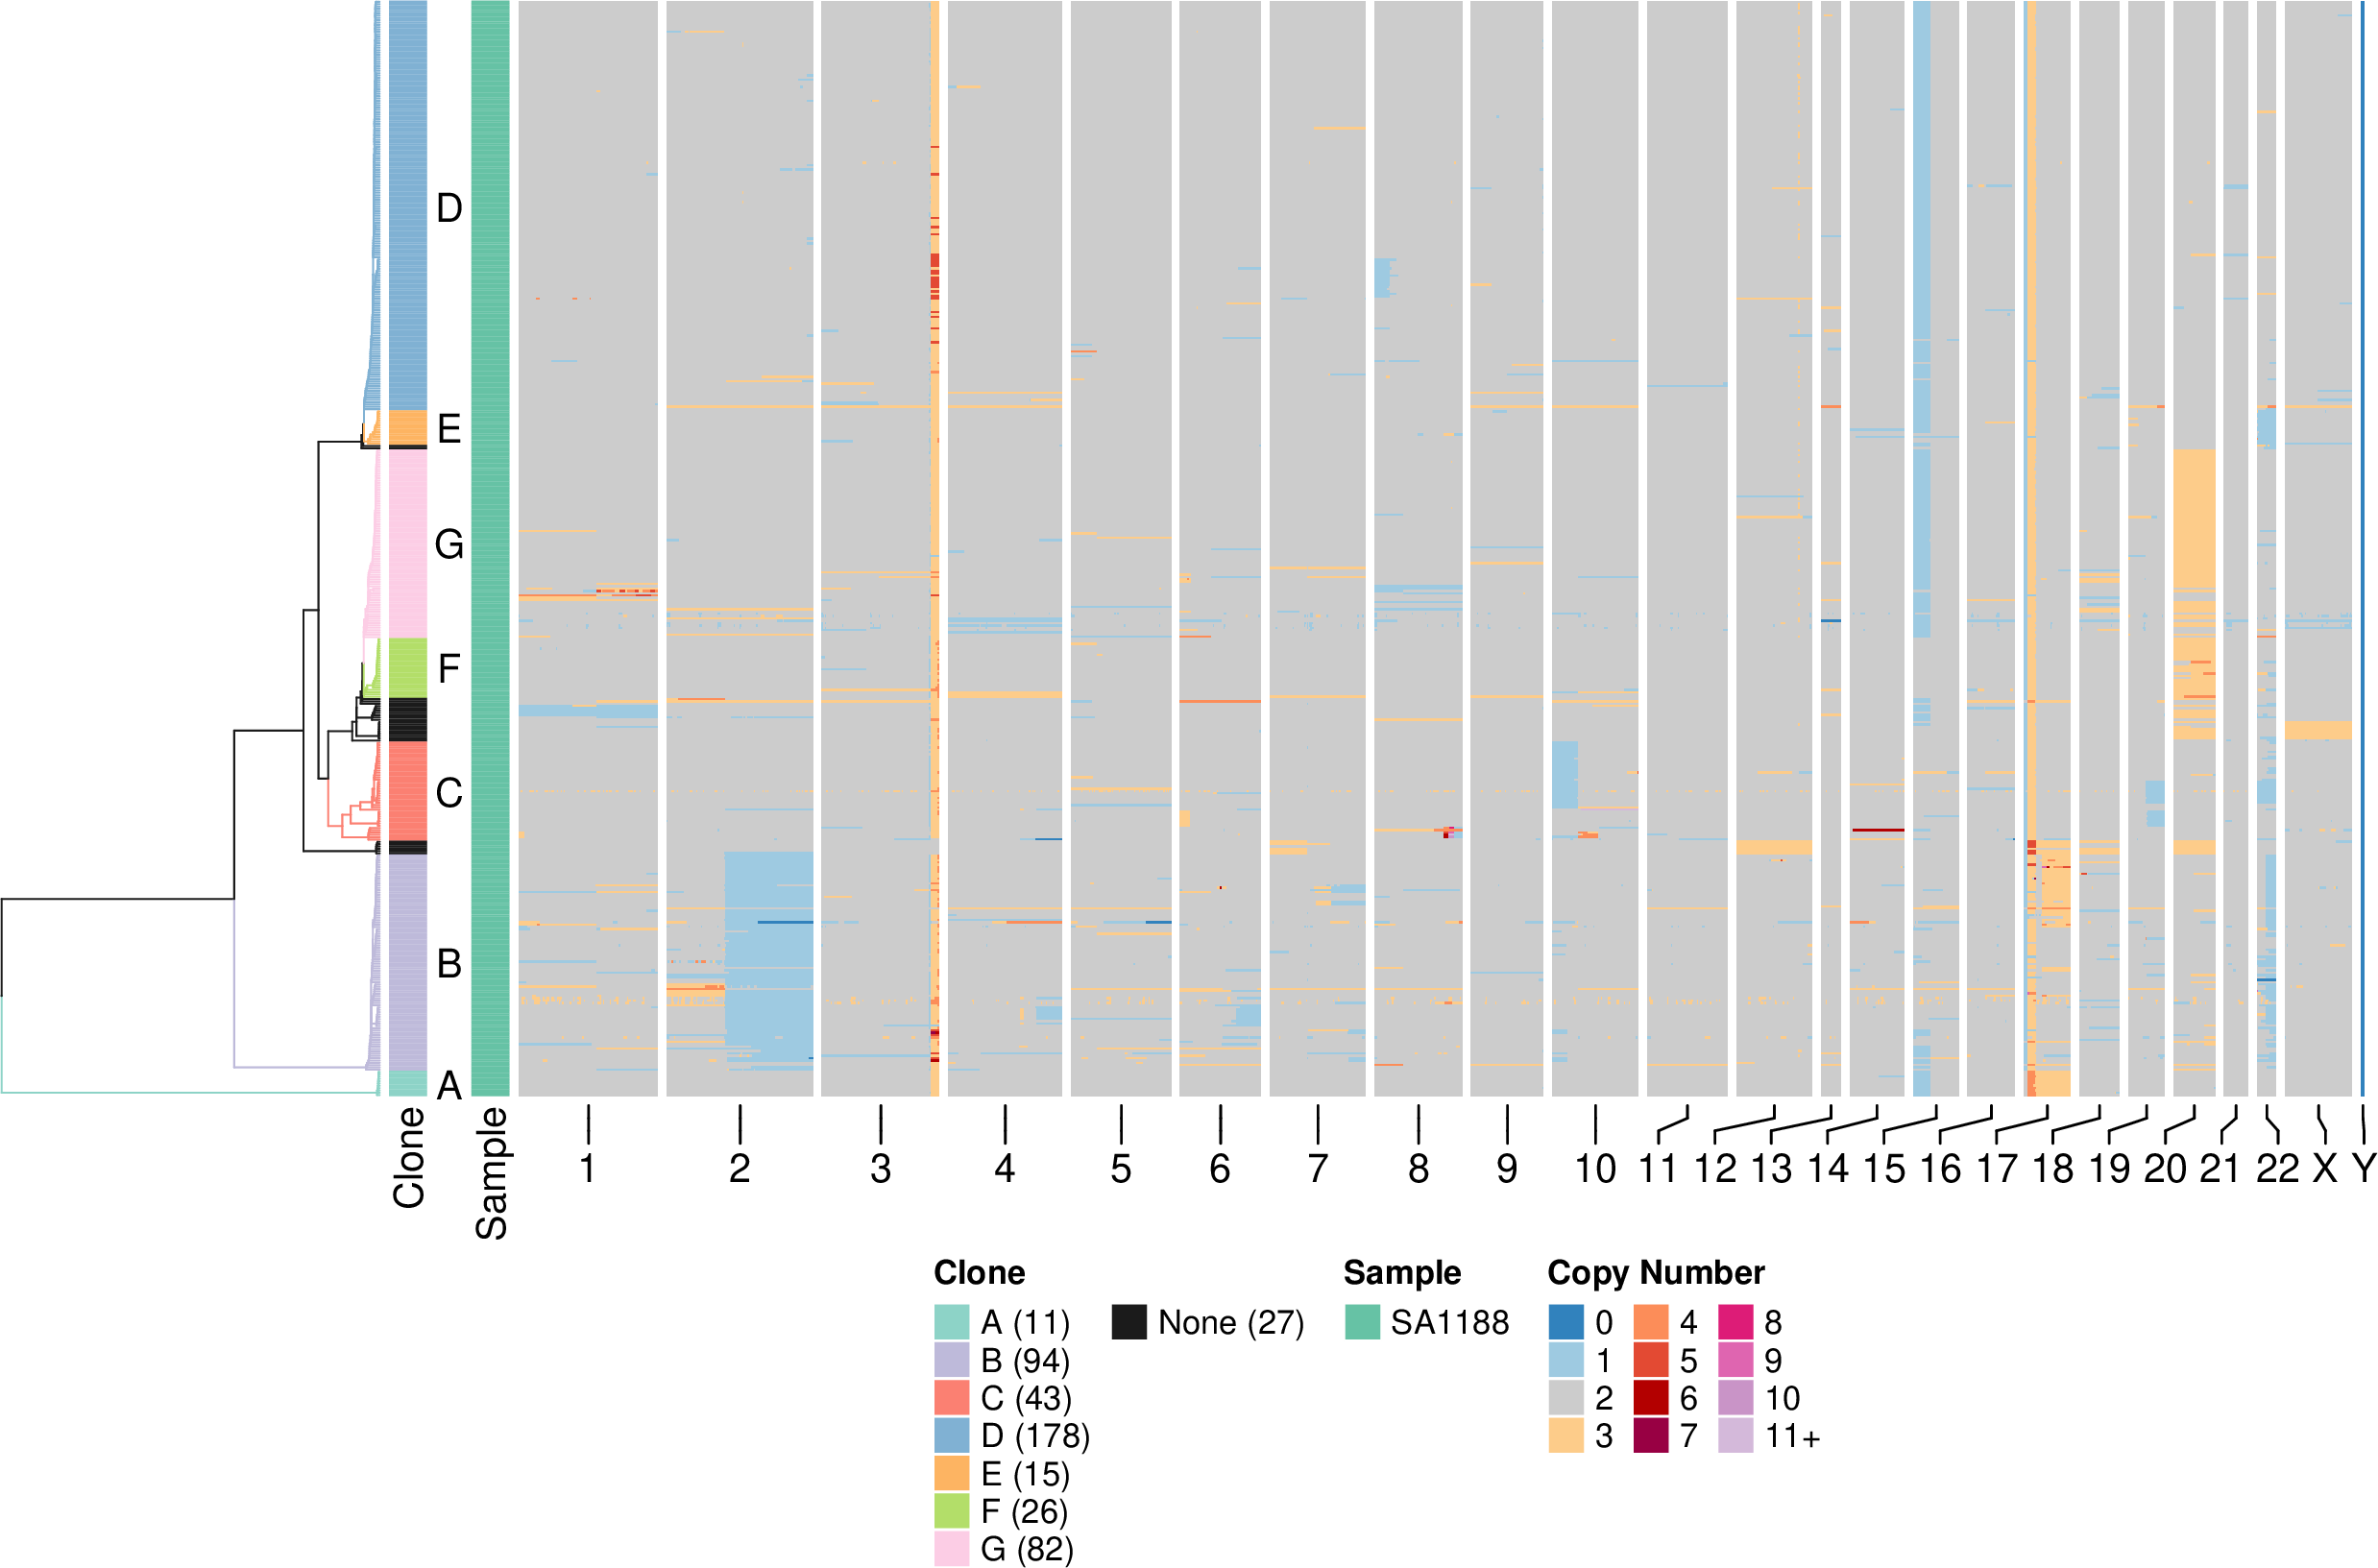 D
E
G
F
C
B
A
Clone
Sample
1 2 3 4 5 6 7 8 9 10 11 12 13 14 15 16 17 18 19 20 21 22 X Y
Clone Sample Copy Number
A (11) None (27) SA1188 0 4 8
B (94) 1 5 9
C (43) 2 6 10
D (178) 3 7 11+
E (15)
F (26)
G (82)